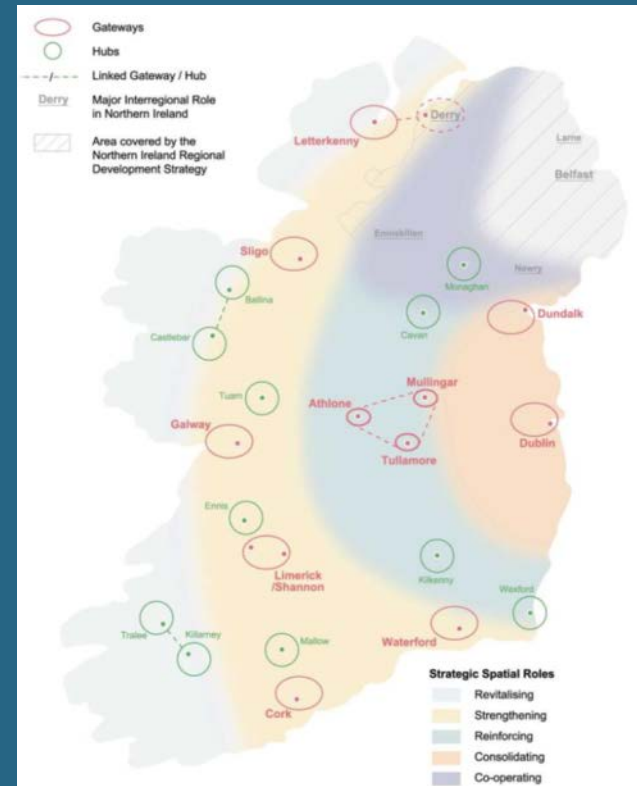 Gateways
Hubs
Linked Gateway / Hub
Derry
Major Interregional Role
in Northern Ireland
Area covered by the
Northern Ireland Regional
Development Strategy
Letterkenny
Derry
Larne
Belfast
Enniskillen
Sligo
Newry
Monaghan
Ballina
Dundalk
Cavan
Castlebar
Mullingar
Tuam
Athlone
Galway
Dublin
Tullamore
Ennis
Limerick
/Shannon
Kilkenny
Wexford
Tralee
Killarney
Mallow
Waterford
Cork
Strategic Spatial Roles
Revitalising
Strengthening
Reinforcing
Consolidating
Co-operating